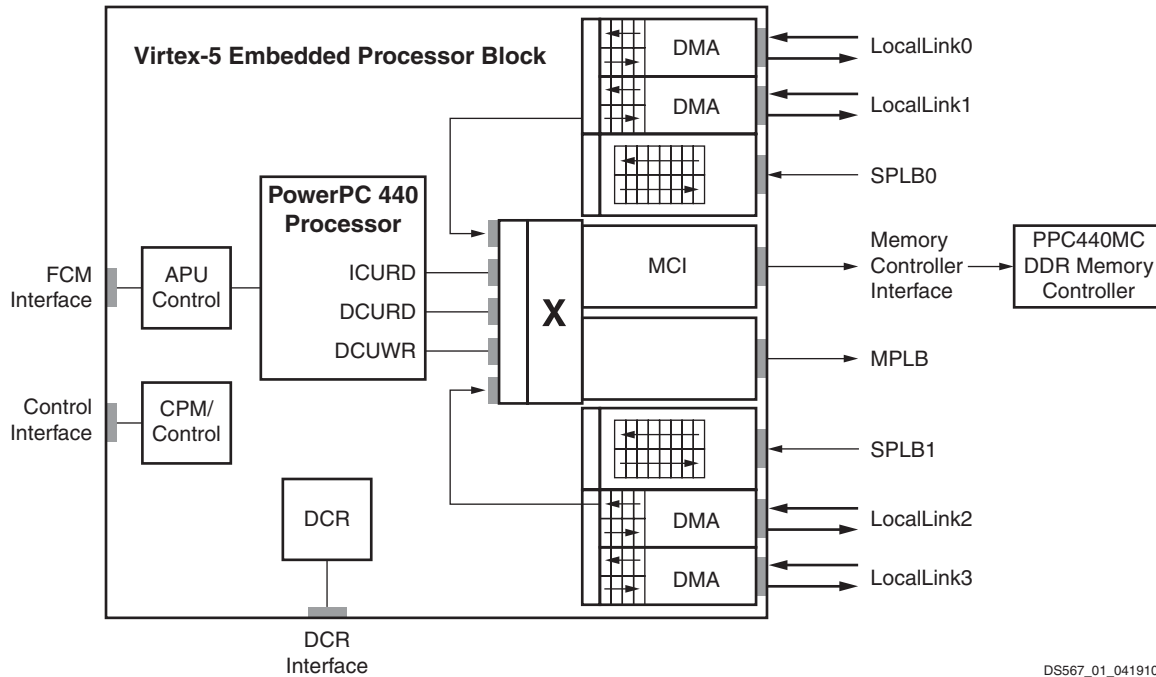 Virtex-5 Embedded Processor Block
DMA
LocalLink0
DMA
LocalLink1
SPLB0
PowerPC 440
Processor
ICURD
DCURD
DCUWR
X
MCI
Memory
Controller
Interface
PPC440MC
DDR Memory
Controller
FCM
Interface
APU
Control
MPLB
Control
Interface
CPM/
Control
SPLB1
DCR
DMA
LocalLink2
DMA
LocalLink3
DCR
Interface
DS567_01_041910